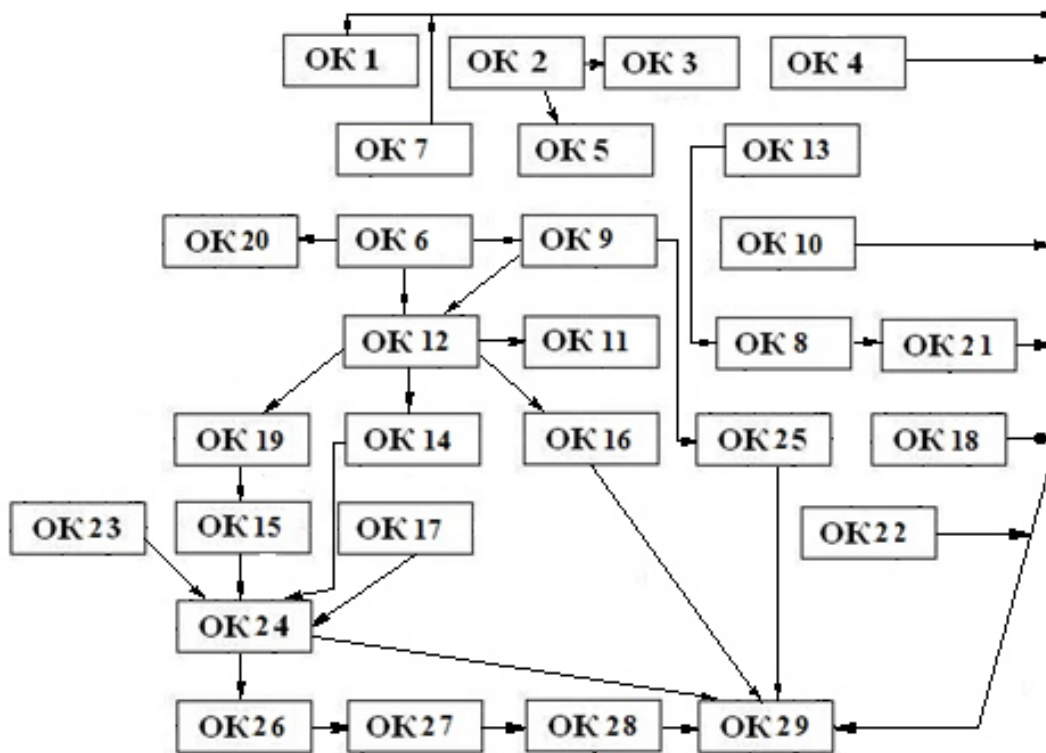 ОК 1
ОК 2
ОК 3
ОК 4
ОК 7
ОК 5
ОК 13
ОК 20
ОК 6
ОК 9
ОК 10
ОК 12
ОК 11
ОК 8
ОК 21
ОК 19
ОК 14
ОК 16
ОК 25
ОК 18
ОК 23
ОК 15
ОК 17
ОК 22
ОК 24
ОК 26
ОК 27
ОК 28
ОК 29